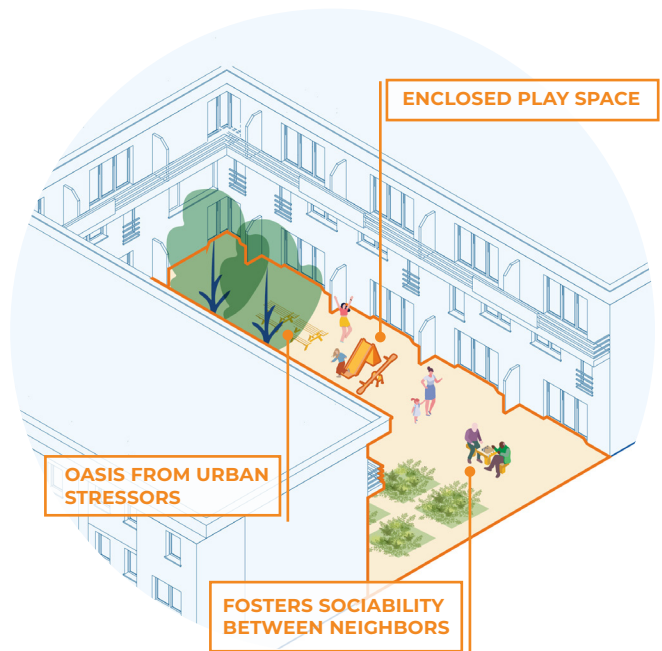 ENCLOSED PLAY SPACE
OASIS FROM URBAN
STRESSORS
FOSTERS SOCIABILITY
BETWEEN NEIGHBORS